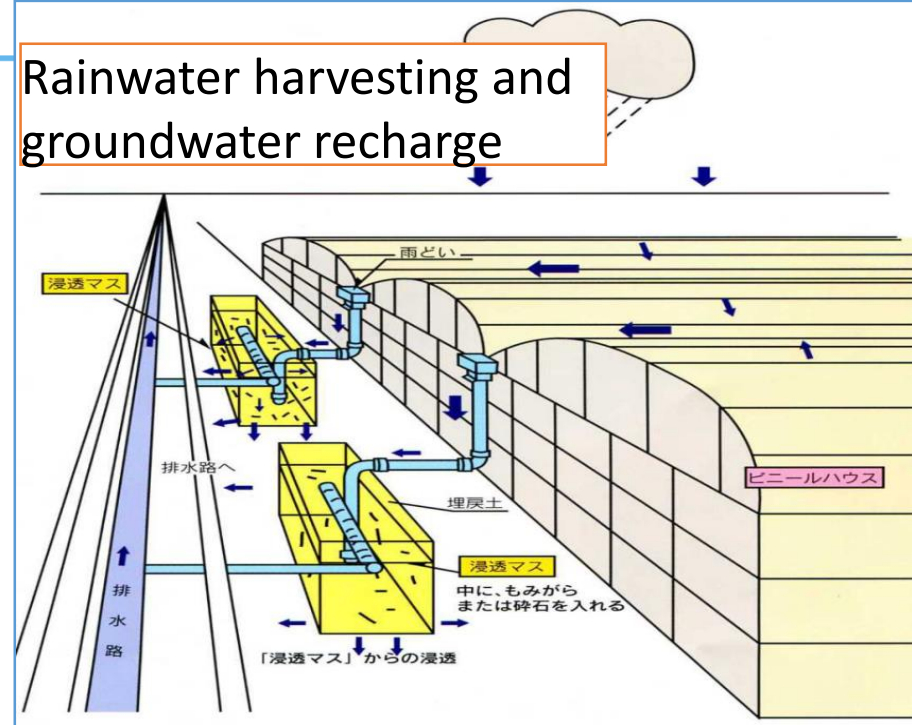 Rainwater harvesting and
groundwater recharge
雨どい
浸透マス
排水路へ
ビニールハウス
埋戻土
浸透マス
中に、もみがら
または砕石を入れる
排水路
「浸透マス」からの浸透